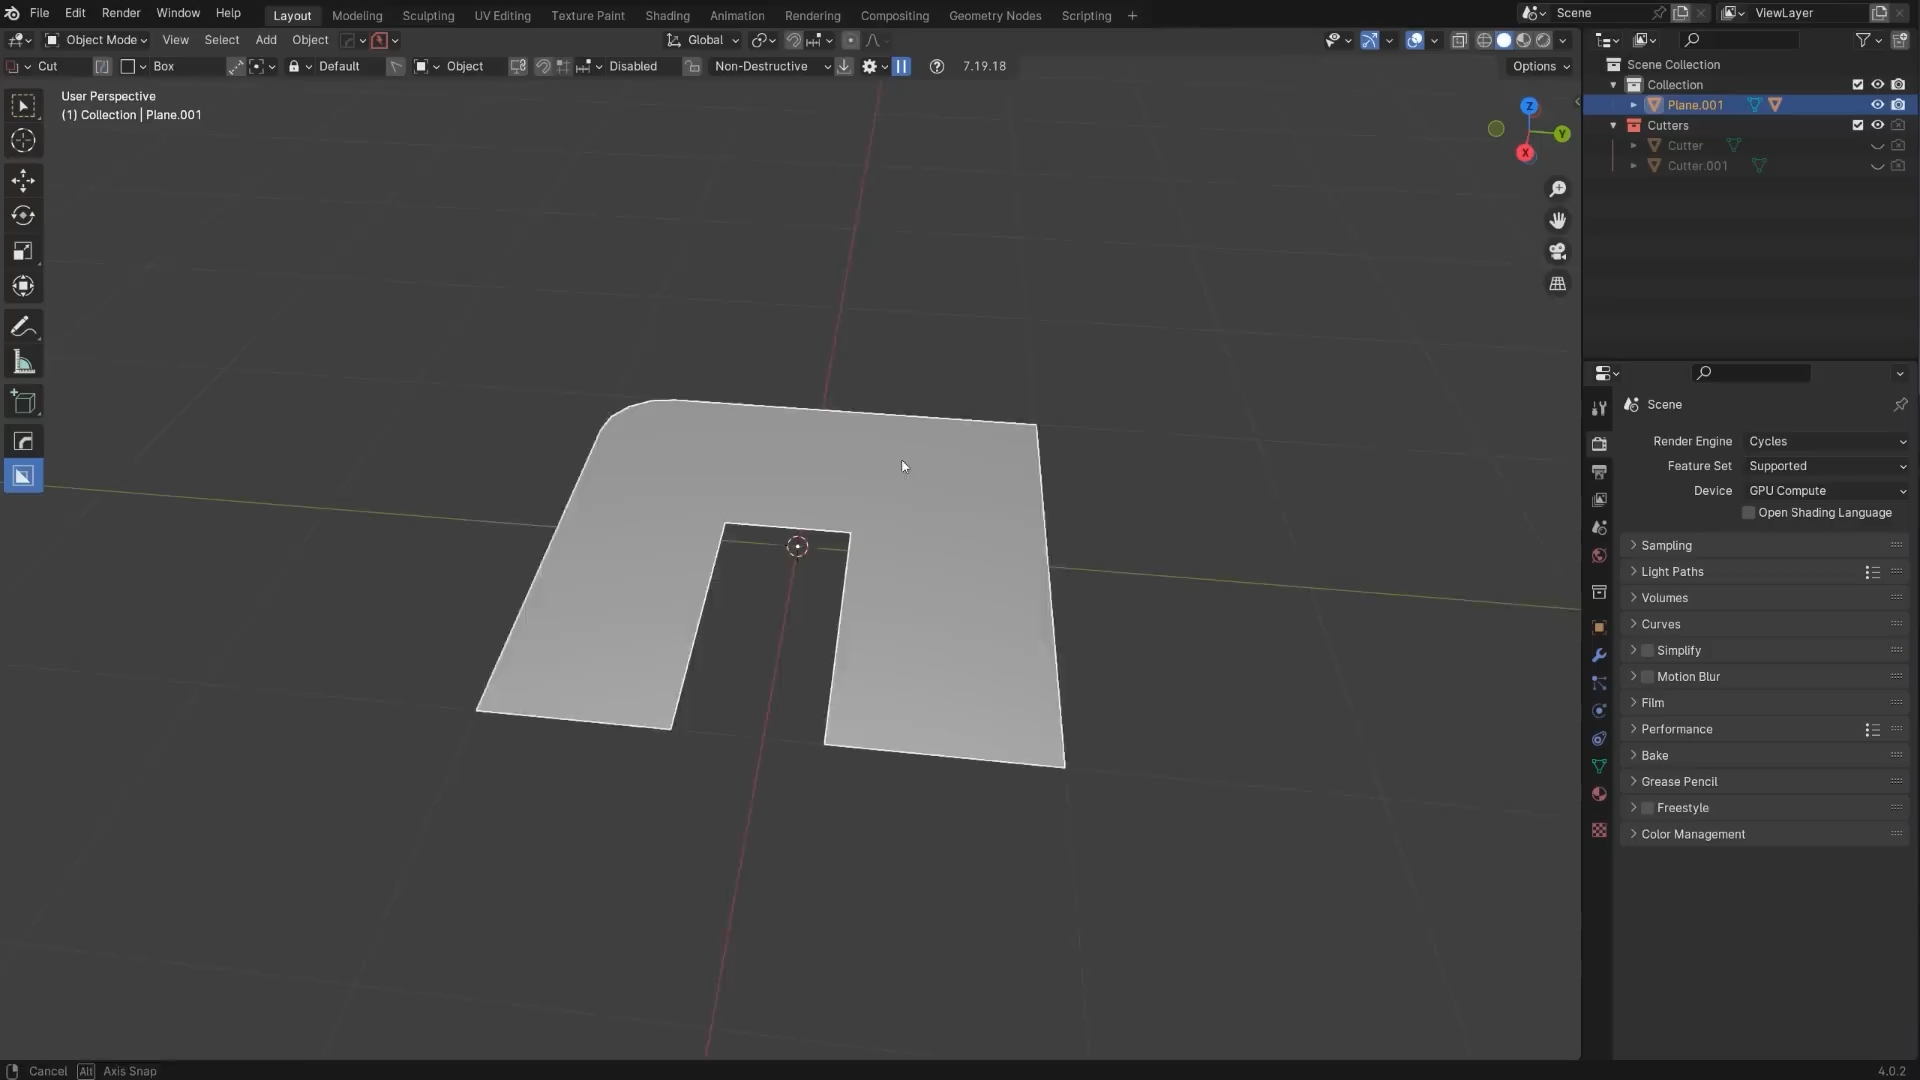 File Edit Render Window Help Layout Modeling Sculpting UV Editing Texture Paint Shading Animation Rendering Compositing Geometry Nodes Scripting + Scene ViewLayer
Object Mode View Select Add Object Global
Cut Box Default Object Disabled Non-Destructive 7.19.18 Options
User Perspective
(1) Collection | Plane.001
Z
Y
X
Scene Collection
Collection
Plane.001
Cutters
Cutter
Cutter.001
Scene
Render Engine Cycles
Feature Set Supported
Device GPU Compute
Open Shading Language
Sampling
Light Paths
Volumes
Curves
Simplify
Motion Blur
Film
Performance
Bake
Grease Pencil
Freestyle
Color Management
Cancel Alt Axis Snap 4.0.2